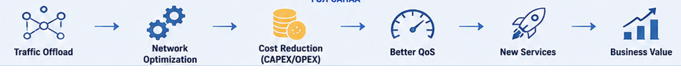 Traffic Offload
Network
Optimization
Cost Reduction
(CAPEX/OPEX)
Better QoS
New Services
Business Value